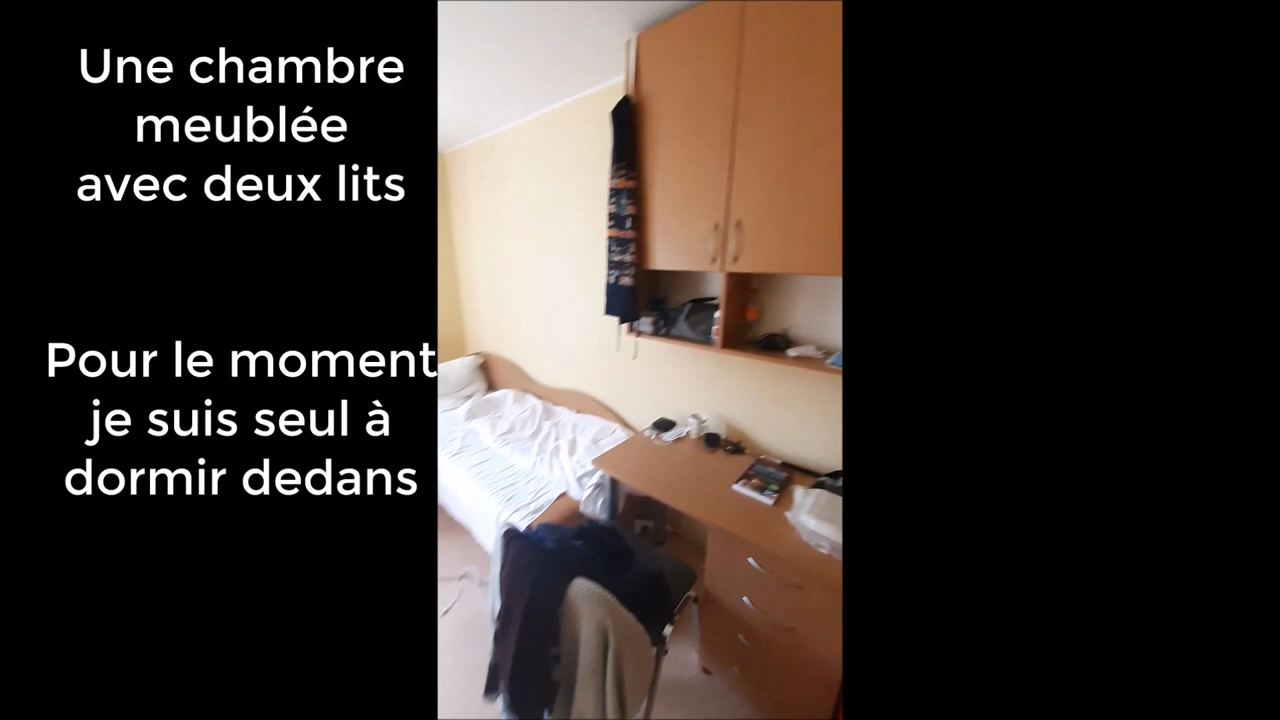 Une chambre
meublée
avec deux lits
Pour le moment
je suis seul à
dormir dedans